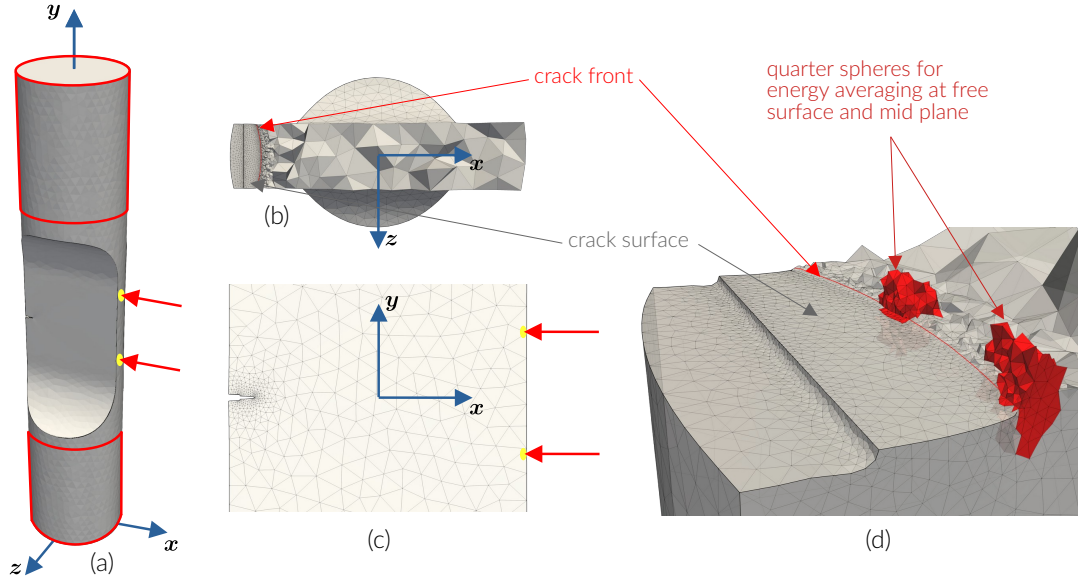 y
crack front
quarter spheres for
energy averaging at free
surface and mid plane
x
(b)
z
crack surface
y
x
x
z
(a)
(c)
(d)